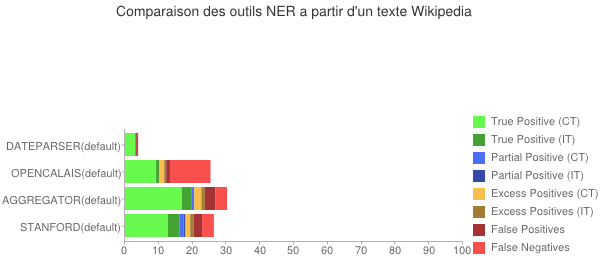 Comparaison des outils NER a partir d'un texte Wikipedia
DATEPARSER(default)
OPENCALAIS(default)
AGGREGATOR(default)
STANFORD(default)
0 10 20 30 40 50 60 70 80 90 100
True Positive (CT)
True Positive (IT)
Partial Positive (CT)
Partial Positive (IT)
Excess Positives (CT)
Excess Positives (IT)
False Positives
False Negatives